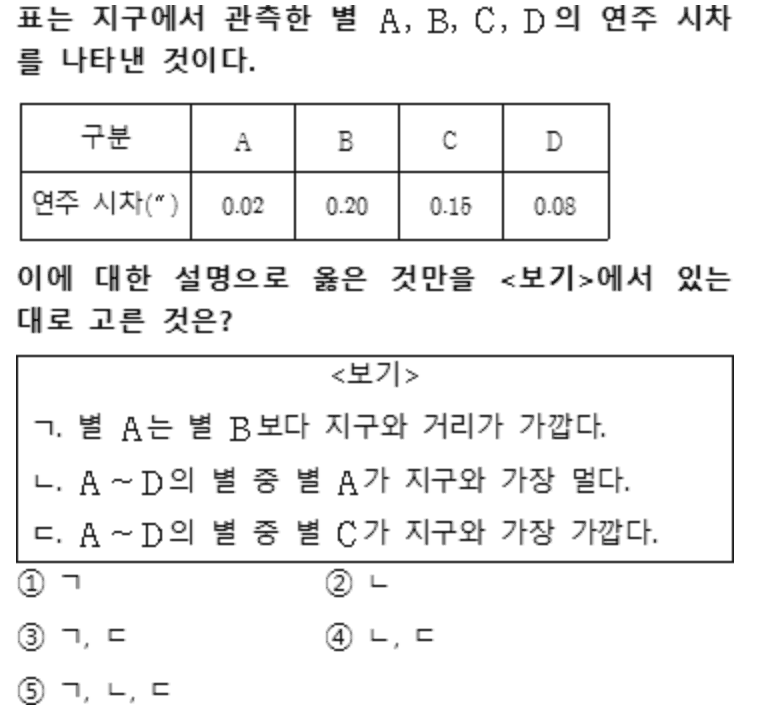 표는 지구에서 관측한 별 A, B, C, D의 연주 시차
를 나타낸 것이다.
구분 A B C D
연주 시차(″) 0.02 0.20 0.15 0.08
이에 대한 설명으로 옳은 것만을 <보기>에서 있는
대로 고른 것은?
<보기>
ㄱ. 별 A는 별 B보다 지구와 거리가 가깝다.
ㄴ. A ~ D의 별 중 별 A가 지구와 가장 멀다.
ㄷ. A ~ D의 별 중 별 C가 지구와 가장 가깝다.
① ㄱ ② ㄴ
③ ㄱ, ㄷ ④ ㄴ, ㄷ
⑤ ㄱ, ㄴ, ㄷ